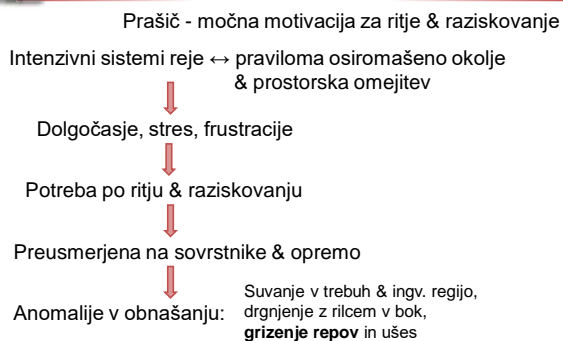 Prašič - močna motivacija za ritje & raziskovanje
Intenzivni sistemi reje ↔ praviloma osiromašeno okolje
& prostorska omejitev
Dolgočasje, stres, frustracije
Potreba po ritju & raziskovanju
Preusmerjena na sovrstnike & opremo
Anomalije v obnašanju:
Suvanje v trebuh & ingv. regijo,
drgnjenje z rilcem v bok,
grizenje repov in ušes